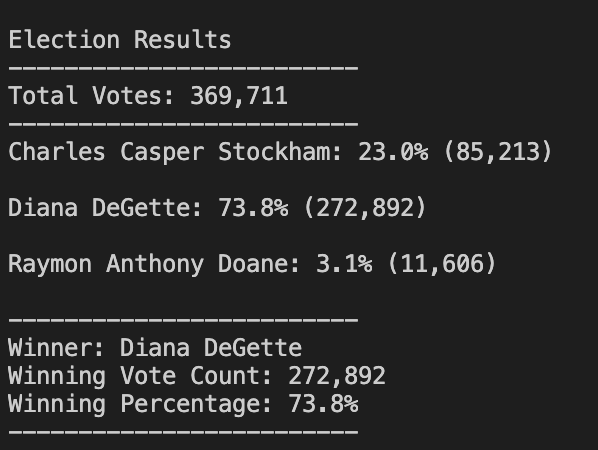 Election Results
-------------------------
Total Votes: 369,711
-------------------------
Charles Casper Stockham: 23.0% (85,213)
Diana DeGette: 73.8% (272,892)
Raymon Anthony Doane: 3.1% (11,606)
-------------------------
Winner: Diana DeGette
Winning Vote Count: 272,892
Winning Percentage: 73.8%
-------------------------